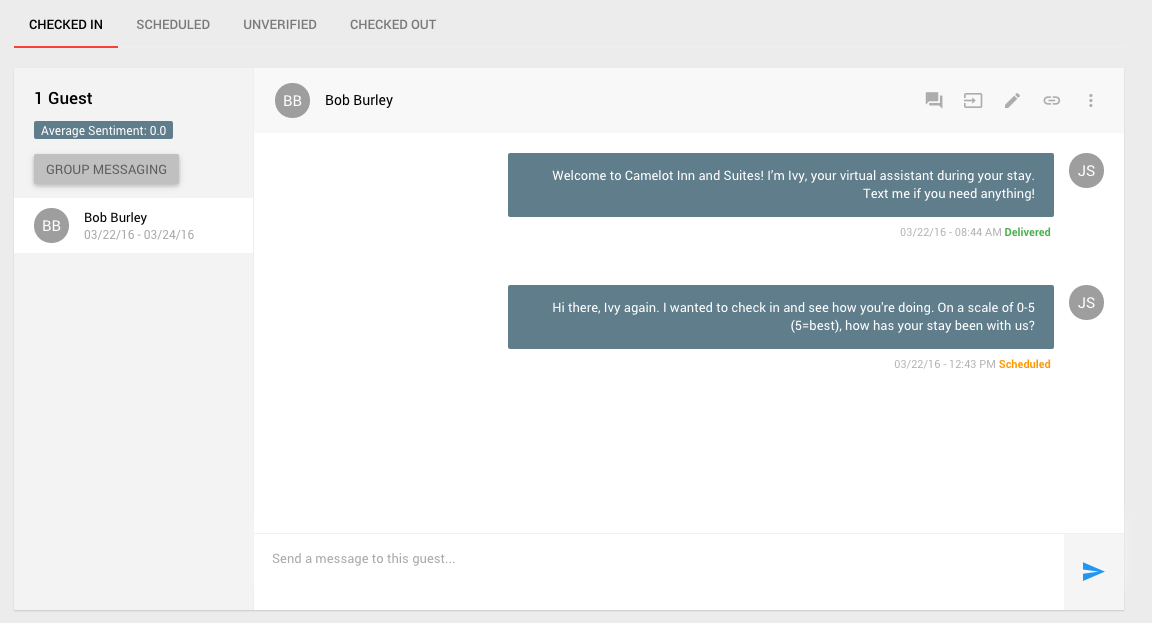 CHECKED IN SCHEDULED UNVERIFIED CHECKED OUT
1 Guest
Average Sentiment: 0.0
GROUP MESSAGING
BB Bob Burley
03/22/16 - 03/24/16
BB Bob Burley
Welcome to Camelot Inn and Suites! I'm Ivy, your virtual assistant during your stay.
Text me if you need anything!
JS
03/22/16 - 08:44 AM Delivered
Hi there, Ivy again. I wanted to check in and see how you're doing. On a scale of 0-5
(5=best), how has your stay been with us?
JS
03/22/16 - 12:43 PM Scheduled
Send a message to this guest...